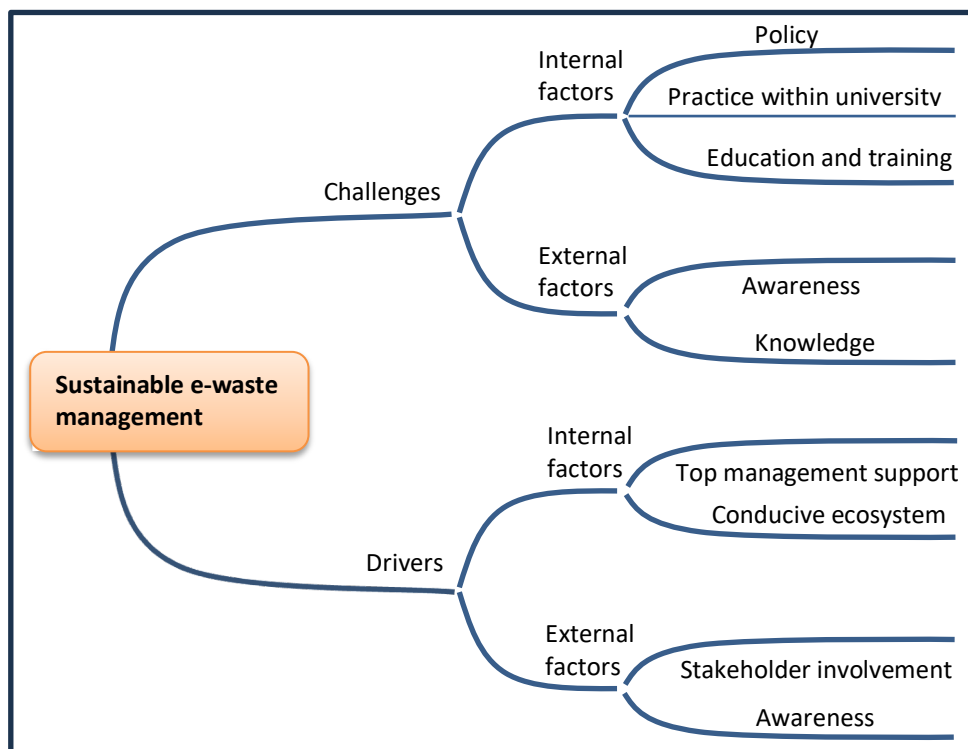 Policy
Internal
factors
Practice within university
Education and training
Challenges
External
factors
Awareness
Knowledge
Sustainable e-waste
management
Internal
factors
Top management support
Conducive ecosystem
Drivers
External
factors
Stakeholder involvement
Awareness